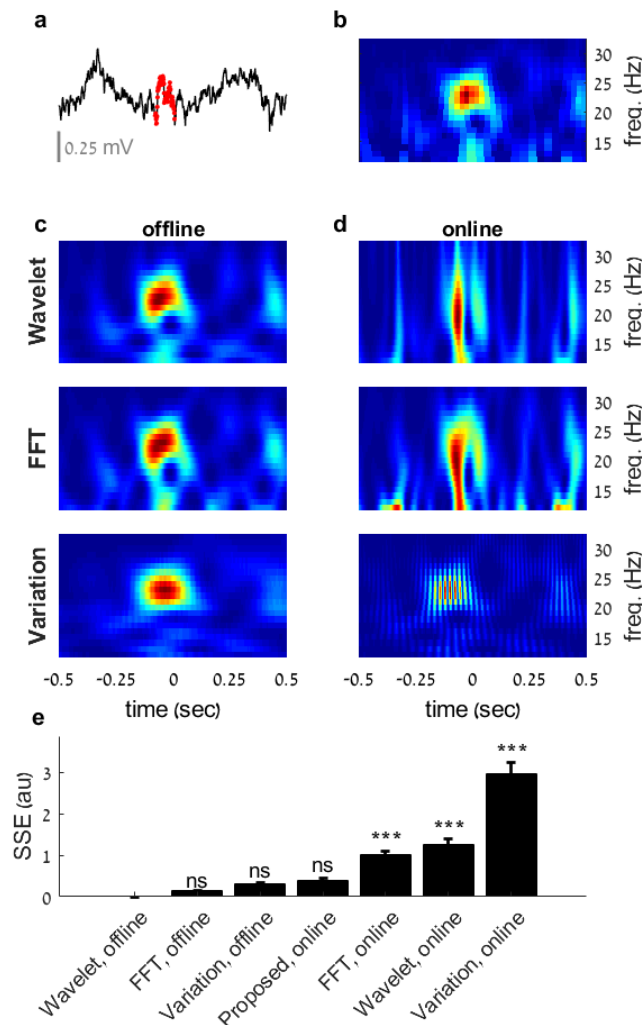 a
0.25 mV
b
30
25
20
15
freq. (Hz)
c
offline
d
online
Wavelet
30
25
20
15
freq. (Hz)
FFT
30
25
20
15
freq. (Hz)
Variation
30
25
20
15
freq. (Hz)
-0.5 -0.25 0 0.25 0.5
time (sec)
-0.5 -0.25 0 0.25 0.5
time (sec)
e
SSE (au)
3
2
1
0
ns
ns
ns
***
***
***
Wavelet, offline
FFT, offline
Variation, offline
Proposed, online
FFT, online
Wavelet, online
Variation, online